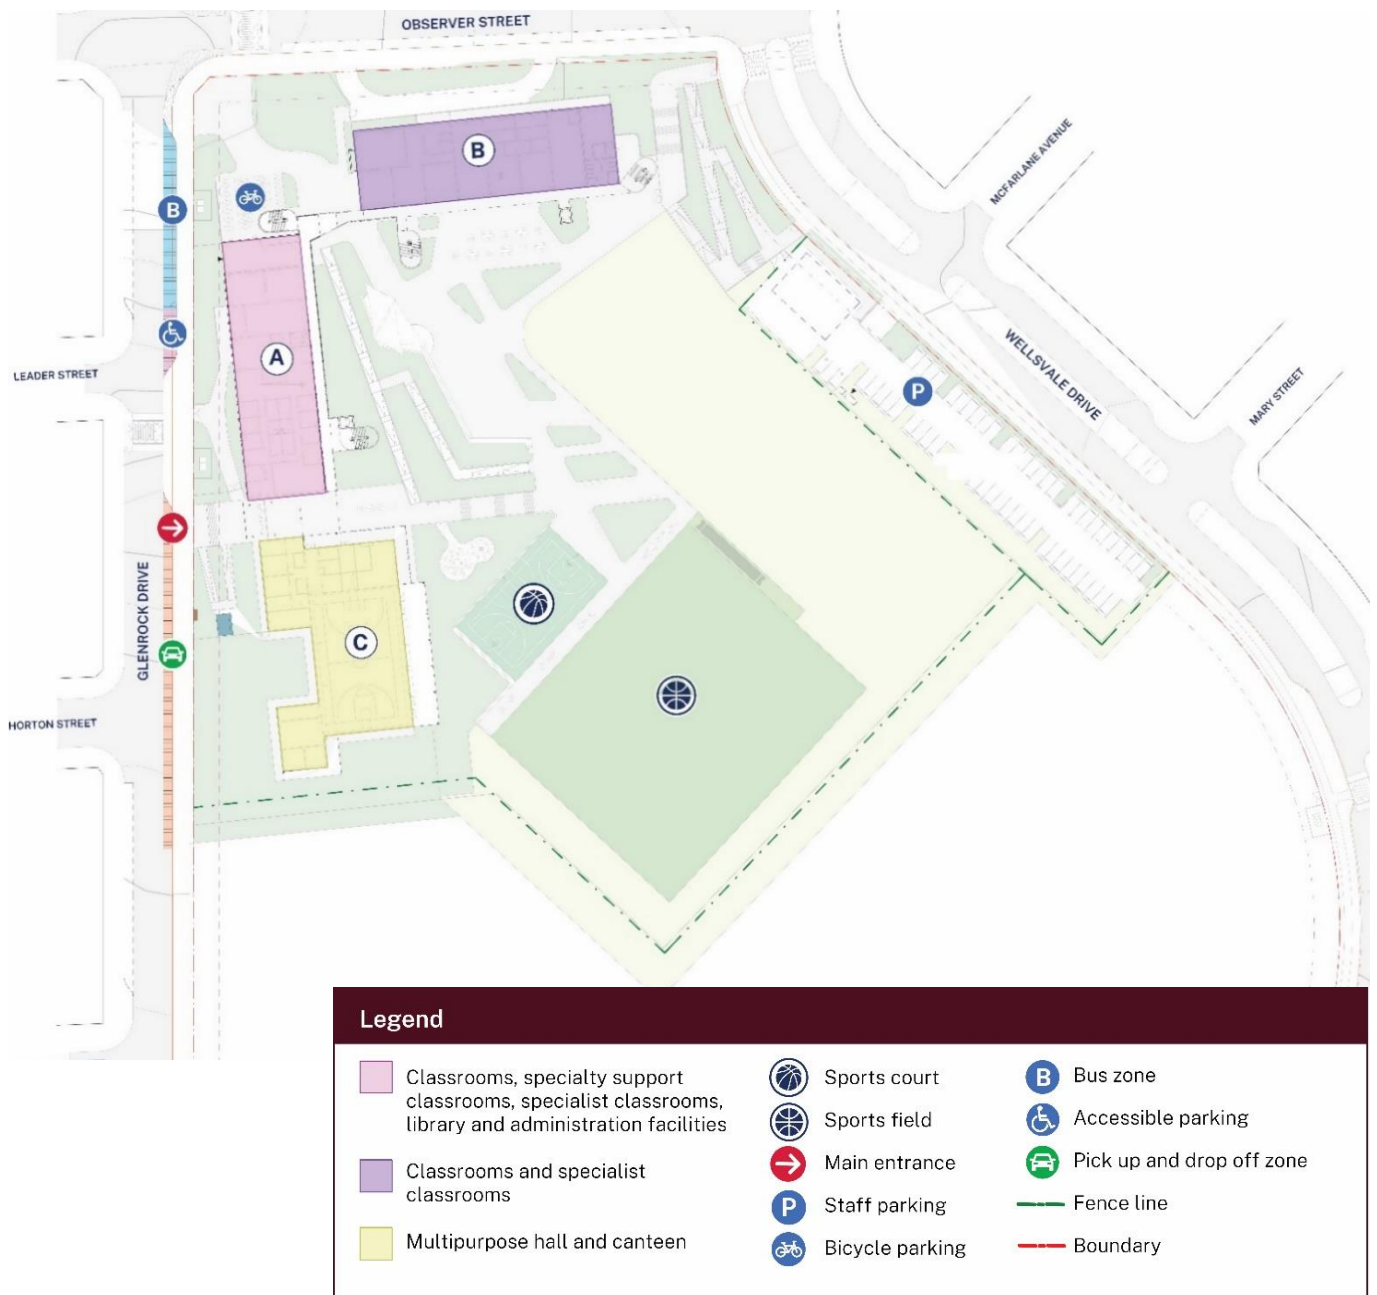 OBSERVER STREET
MCFARLANE AVENUE
B
B
A
LEADER STREET
WELLSVALE DRIVE
P
MARY STREET
GLENROCK DRIVE
C
HORTON STREET
Legend
Classrooms, specialty support
classrooms, specialist classrooms,
library and administration facilities
Classrooms and specialist
classrooms
Multipurpose hall and canteen
Sports court
Sports field
Main entrance
P Staff parking
Bicycle parking
B Bus zone
Accessible parking
Pick up and drop off zone
Fence line
Boundary